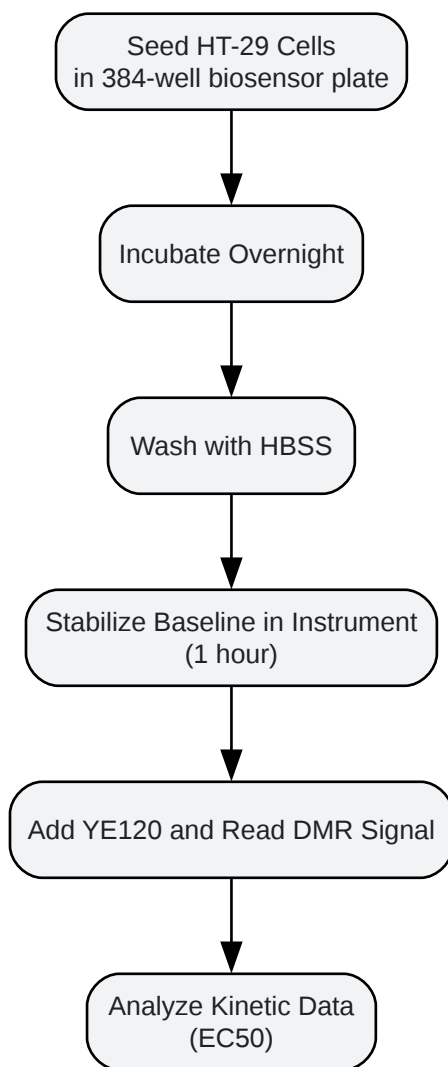 Seed HT-29 Cells
in 384-well biosensor plate
Incubate Overnight
Wash with HBSS
Stabilize Baseline in Instrument
(1 hour)
Add YE120 and Read DMR Signal
Analyze Kinetic Data
(EC50)